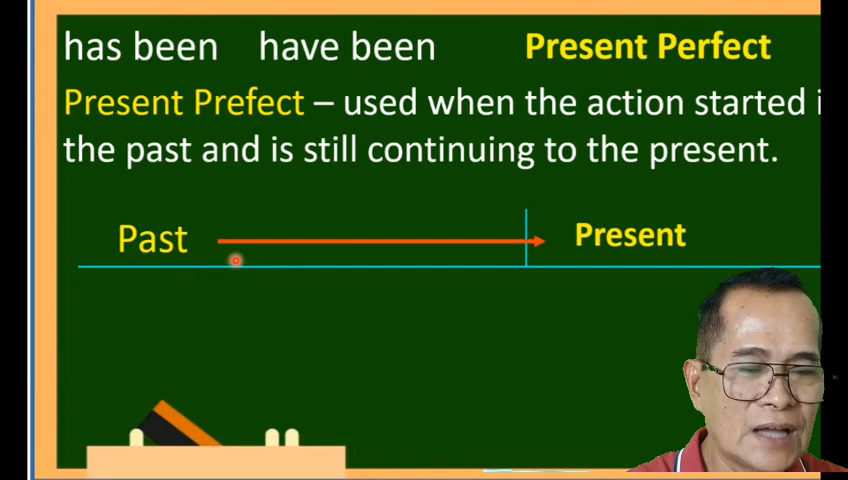 has been have been Present Perfect
Present Prefect – used when the action started i
the past and is still continuing to the present.
Past Present